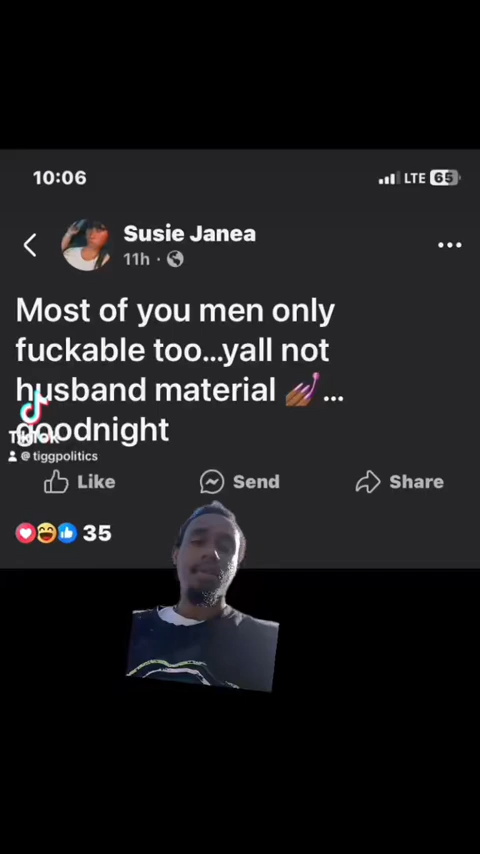 10:06
LTE 65
Susie Janea
11h ·
Most of you men only
fuckable too...yall not
husband material 💅🏾...
goodnight
TikTok
@tiggpolitics
Like Send Share
35